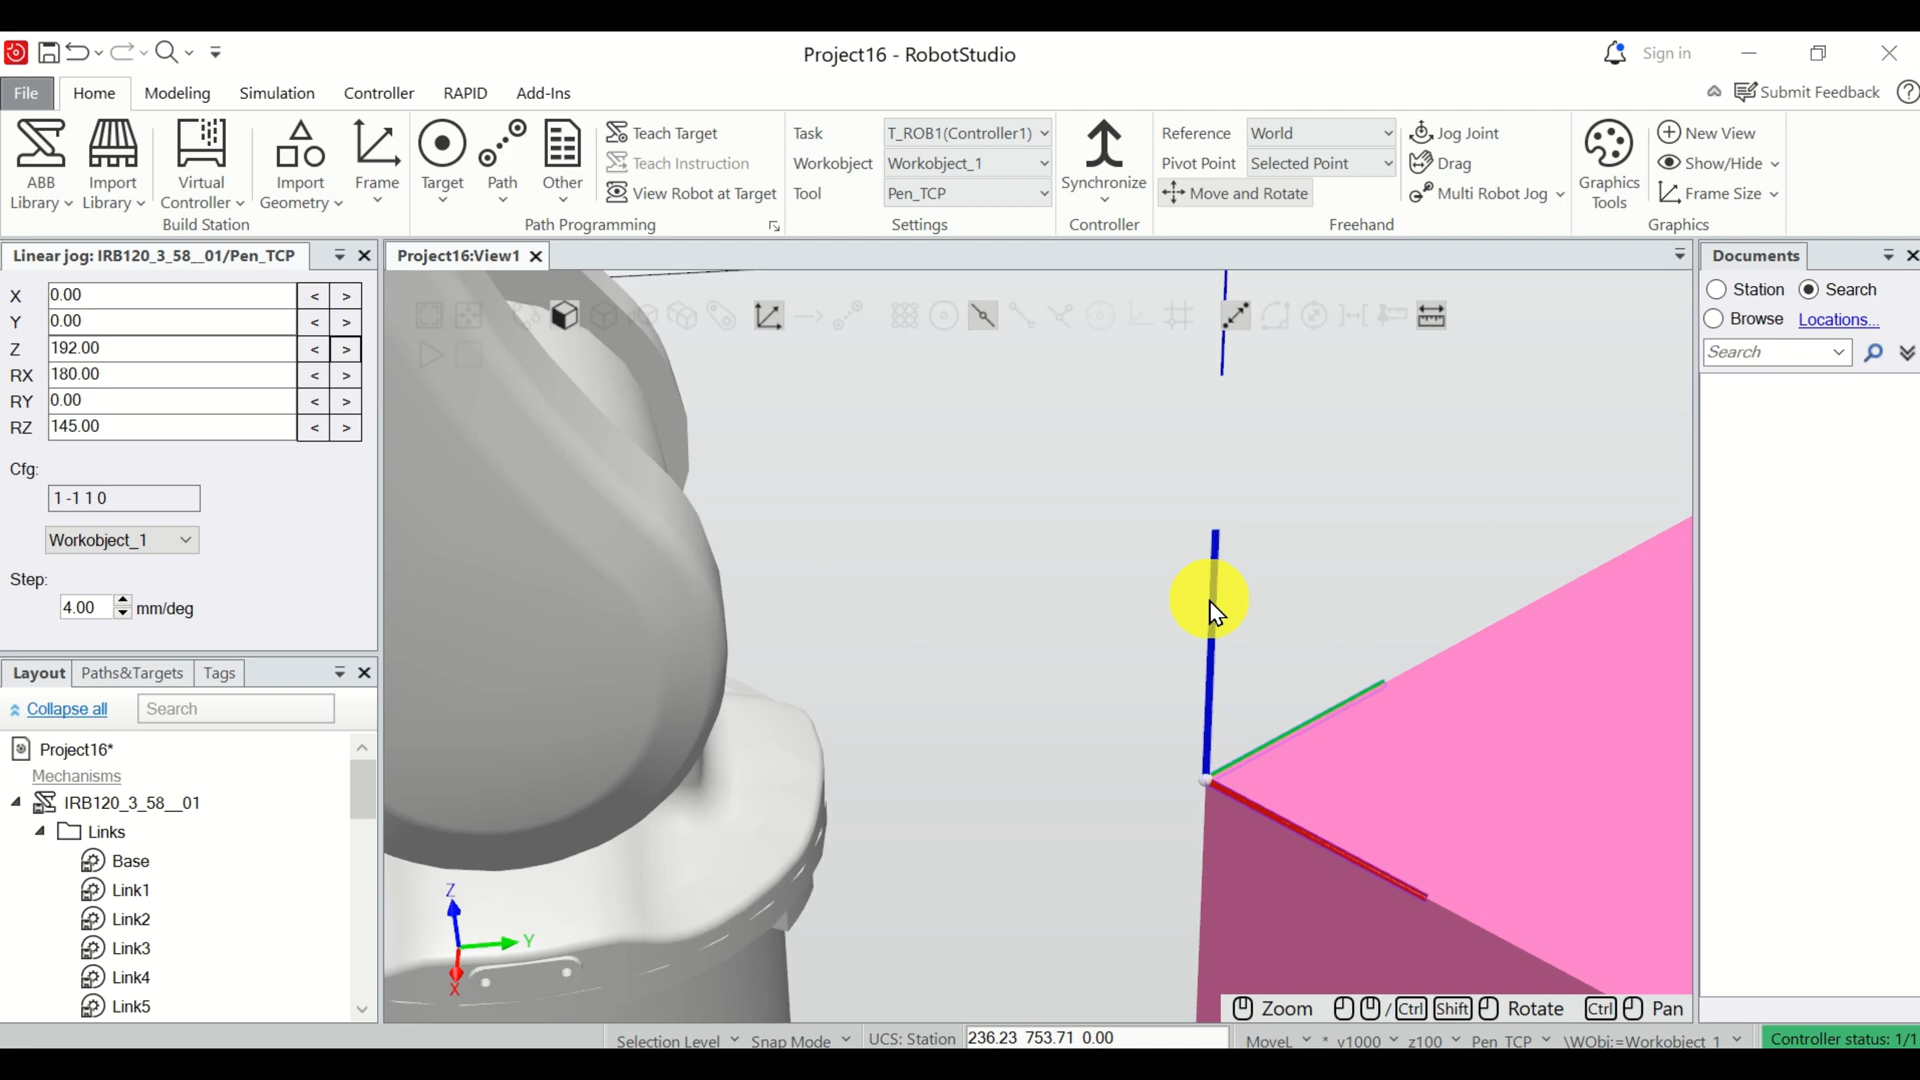 Project16 - RobotStudio
Sign in
File Home Modeling Simulation Controller RAPID Add-Ins
Submit Feedback
ABB Library
Import Library
Virtual Controller
Import Geometry
Frame
Target
Path
Other
Teach Target
Teach Instruction
View Robot at Target
Task T_ROB1(Controller1)
Workobject Workobject_1
Tool Pen_TCP
Synchronize
Reference World
Pivot Point Selected Point
Move and Rotate
Jog Joint
Drag
Multi Robot Jog
Graphics Tools
New View
Show/Hide
Frame Size
Build Station Path Programming Settings Controller Freehand Graphics
Linear jog: IRB120_3_58__01/Pen_TCP
X 0.00 < >
Y 0.00 < >
Z 192.00 < >
RX 180.00 < >
RY 0.00 < >
RZ 145.00 < >
Cfg:
1 -1 1 0
Workobject_1
Step:
4.00 mm/deg
Layout Paths&Targets Tags
Collapse all Search
Project16*
Mechanisms
IRB120_3_58__01
Links
Base
Link1
Link2
Link3
Link4
Link5
Project16:View1
Z
Y
X
Zoom / Ctrl Shift Rotate Ctrl Pan
Documents
Station Search
Browse Locations...
Search
Selection Level Snap Mode UCS: Station 236.23 753.71 0.00 MoveL * v1000 z100 Pen_TCP \WObj:=Workobject_1 Controller status: 1/1